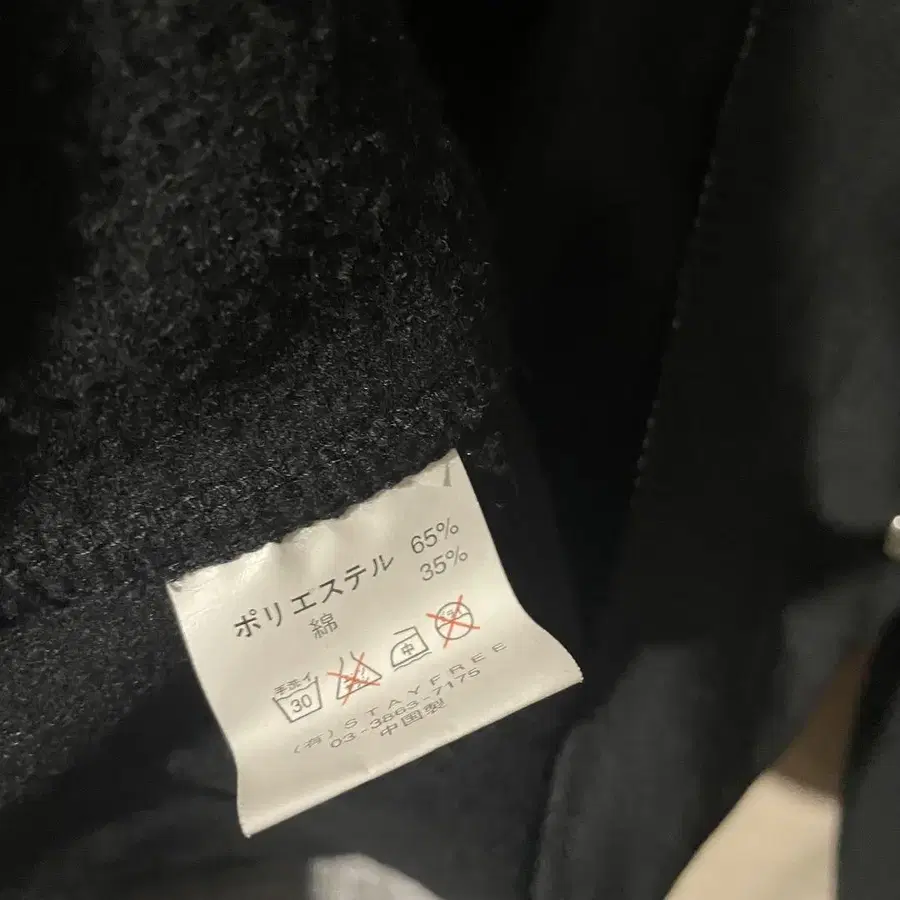 ポリエステル 65%
綿 35%
手洗イ
30
中
(有)STAYFREE
03-3863-7175
中国製